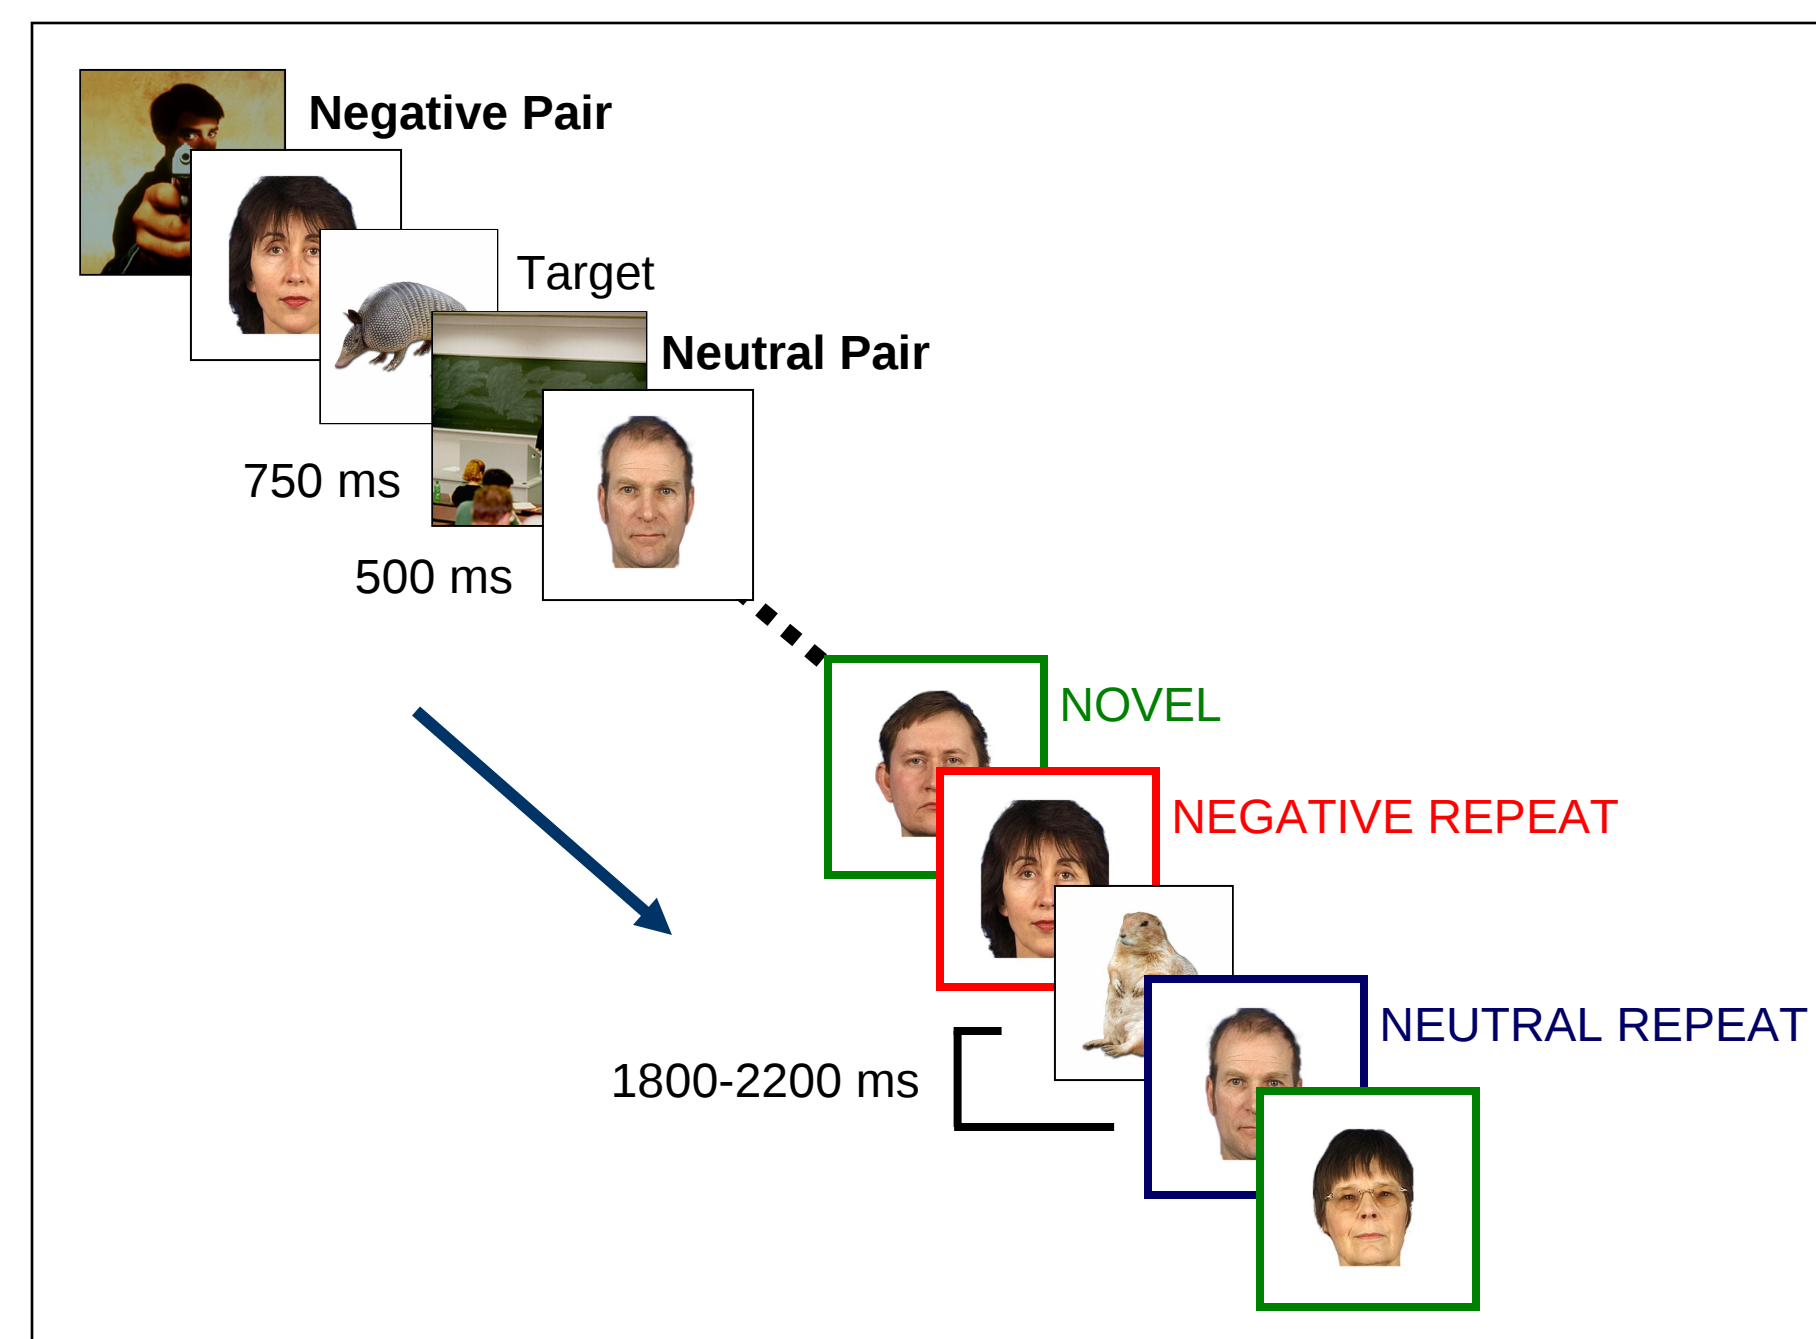 Negative Pair
Target
Neutral Pair
750 ms
500 ms
NOVEL
NEGATIVE REPEAT
NEUTRAL REPEAT
1800-2200 ms